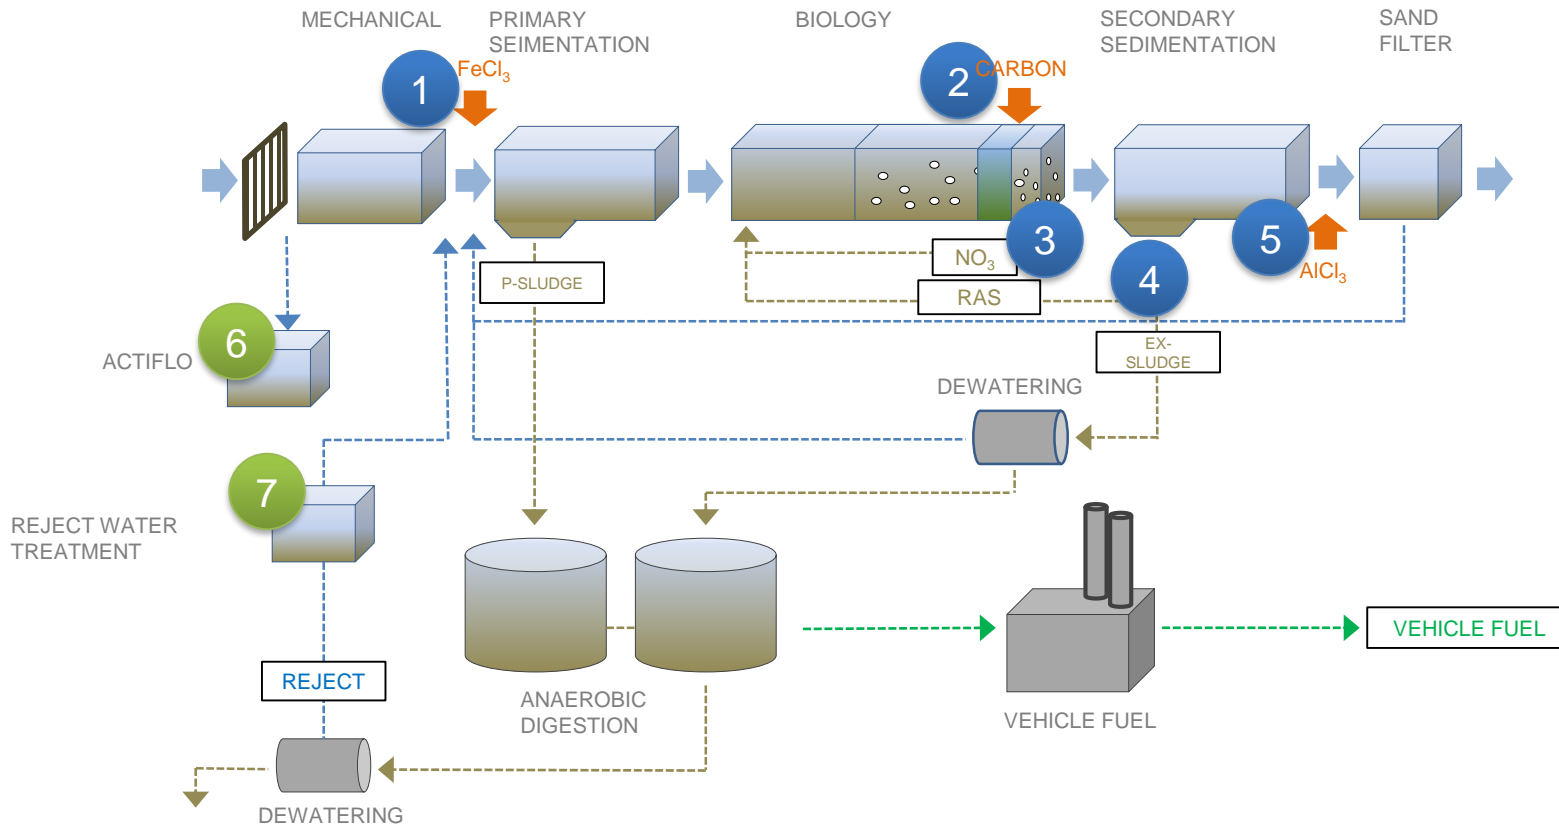 MECHANICAL
PRIMARY
SEIMENTATION
BIOLOGY
SECONDARY
SEDIMENTATION
SAND
FILTER
1
FeCl₃
2
CARBON
3
NO₃
RAS
4
5
AlCl₃
P-SLUDGE
EX-
SLUDGE
6
ACTIFLO
DEWATERING
7
REJECT WATER
TREATMENT
REJECT
ANAEROBIC
DIGESTION
VEHICLE FUEL
VEHICLE FUEL
DEWATERING